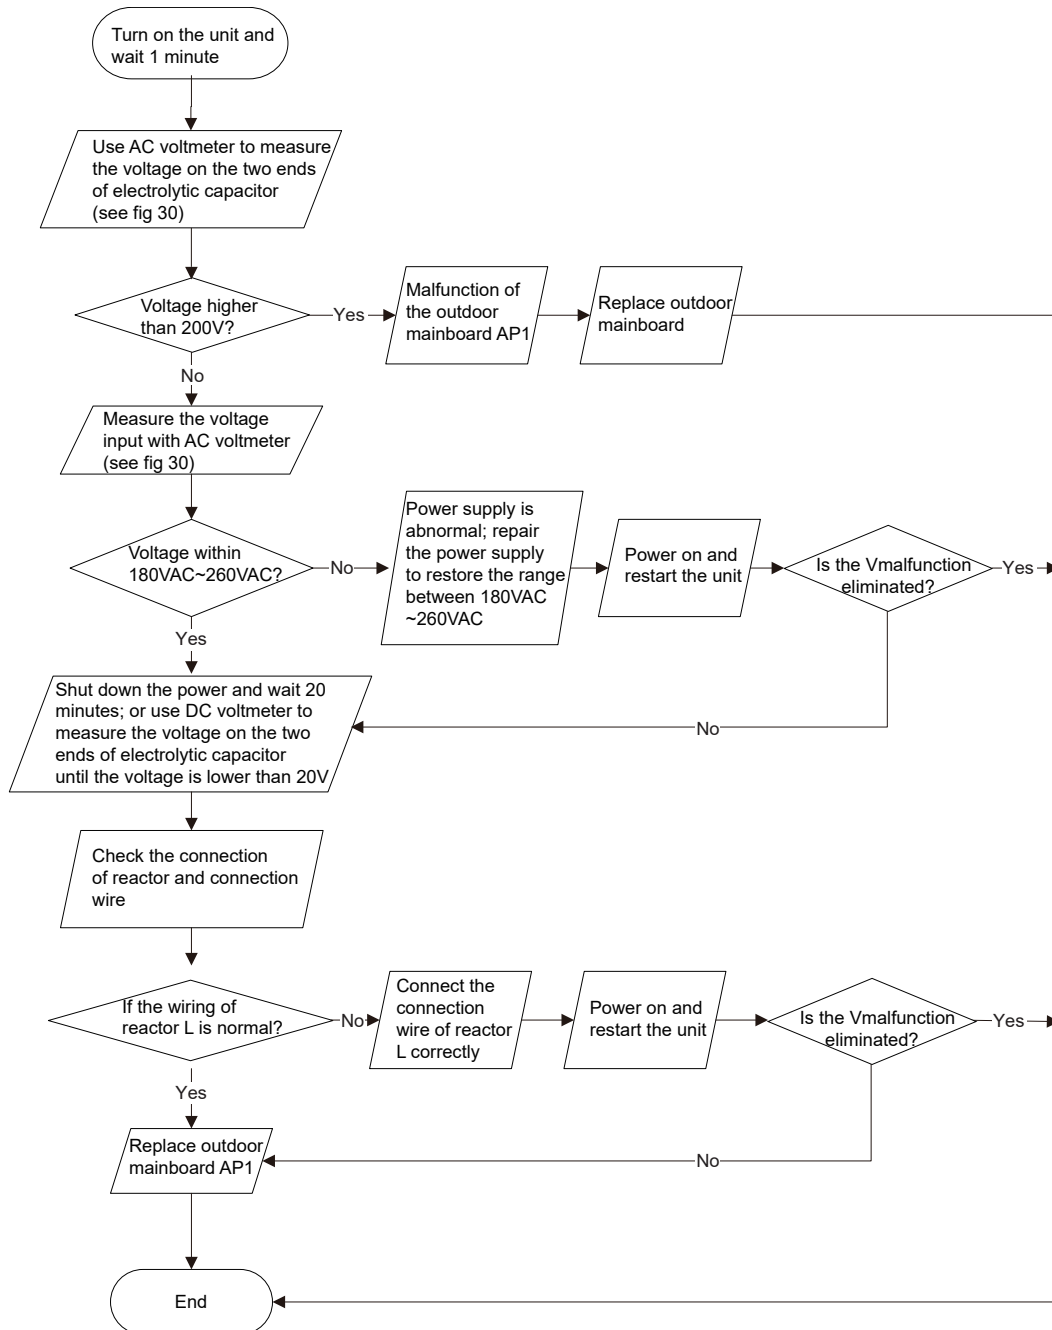 Turn on the unit and
wait 1 minute
Use AC voltmeter to measure
the voltage on the two ends
of electrolytic capacitor
(see fig 30)
Voltage higher
than 200V?
Yes
Malfunction of
the outdoor
mainboard AP1
Replace outdoor
mainboard
No
Measure the voltage
input with AC voltmeter
(see fig 30)
Voltage within
180VAC~260VAC?
No
Power supply is
abnormal; repair
the power supply
to restore the range
between 180VAC
~260VAC
Power on and
restart the unit
Is the Vmalfunction
eliminated?
Yes
Yes
No
Shut down the power and wait 20
minutes; or use DC voltmeter to
measure the voltage on the two
ends of electrolytic capacitor
until the voltage is lower than 20V
Check the connection
of reactor and connection
wire
If the wiring of
reactor L is normal?
No
Connect the
connection
wire of reactor
L correctly
Power on and
restart the unit
Is the Vmalfunction
eliminated?
Yes
Yes
No
Replace outdoor
mainboard AP1
End